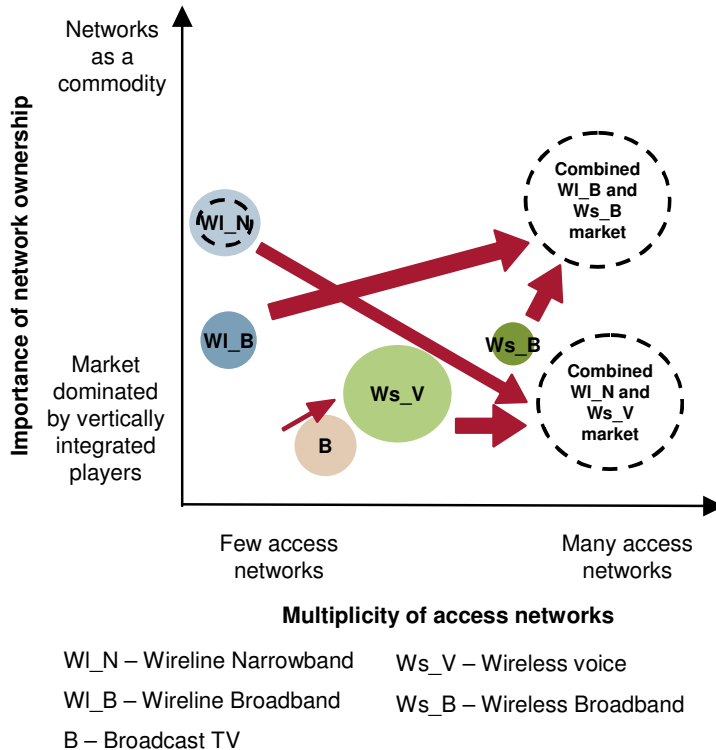 Networks
as a
commodity
Importance of network ownership
Combined
Wl_B and
Ws_B
market
Wl_N
Wl_B
Ws_B
Market
dominated
by vertically
integrated
players
Ws_V
Combined
Wl_N and
Ws_V
market
B
Few access
networks
Many access
networks
Multiplicity of access networks
Wl_N – Wireline Narrowband
Ws_V – Wireless voice
Wl_B – Wireline Broadband
Ws_B – Wireless Broadband
B – Broadcast TV